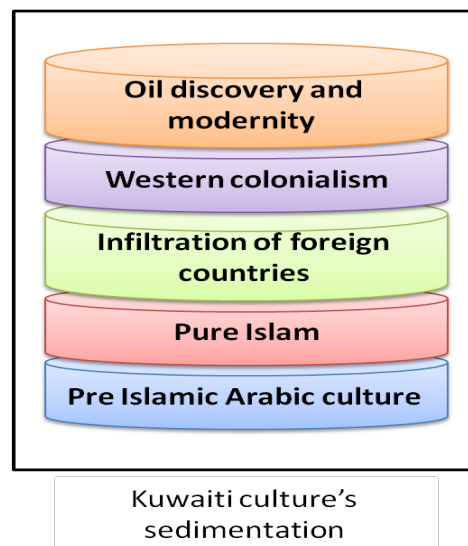 Oil discovery and
modernity
Western colonialism
Infiltration of foreign
countries
Pure Islam
Pre Islamic Arabic culture
Kuwaiti culture’s
sedimentation